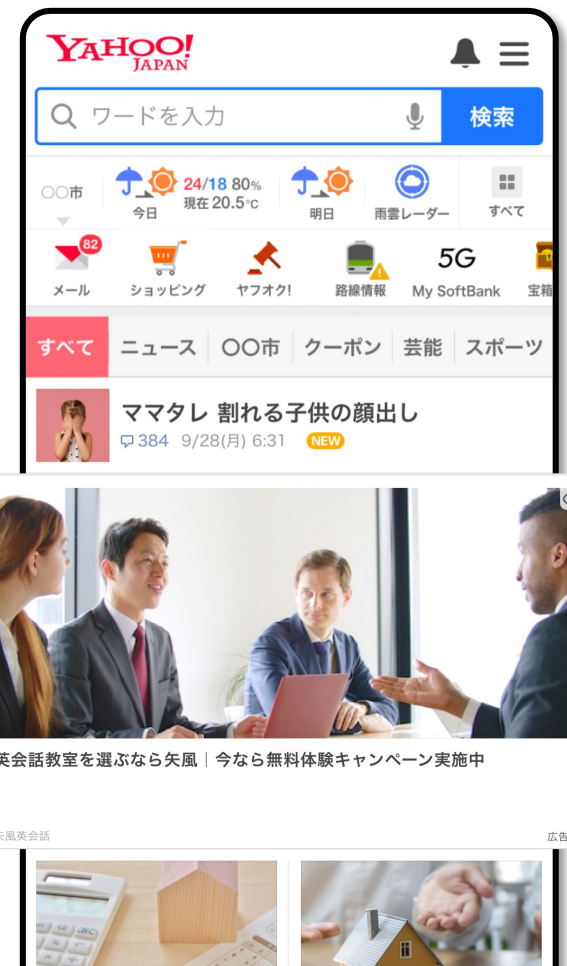 YAHOO!
JAPAN
ワードを入力
検索
○○市
24/18 80%
現在 20.5°C
今日
明日
雨雲レーダー
すべて
82
5G
メール
ショッピング
ヤフオク!
路線情報
My SoftBank
宝箱
すべて
ニュース
○○市
クーポン
芸能
スポーツ
ママタレ 割れる子供の顔出し
384 9/28(月) 6:31 NEW
英会話教室を選ぶなら矢風｜今なら無料体験キャンペーン実施中
矢風英会話
広告